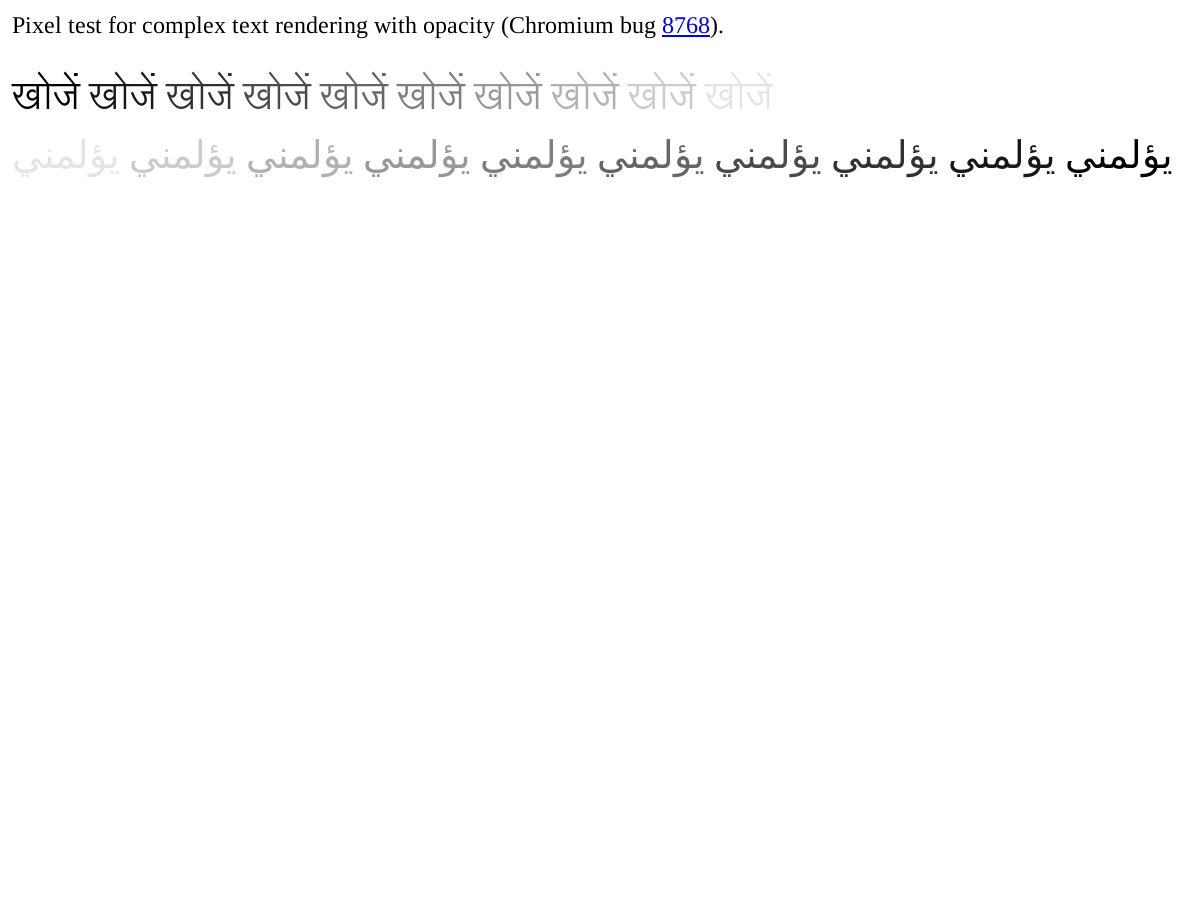 Pixel test for complex text rendering with opacity (Chromium bug 8768).
खोजें खोजें खोजें खोजें खोजें खोजें खोजें खोजें खोजें खोजें
يؤلمني يؤلمني يؤلمني يؤلمني يؤلمني يؤلمني يؤلمني يؤلمني يؤلمني يؤلمني